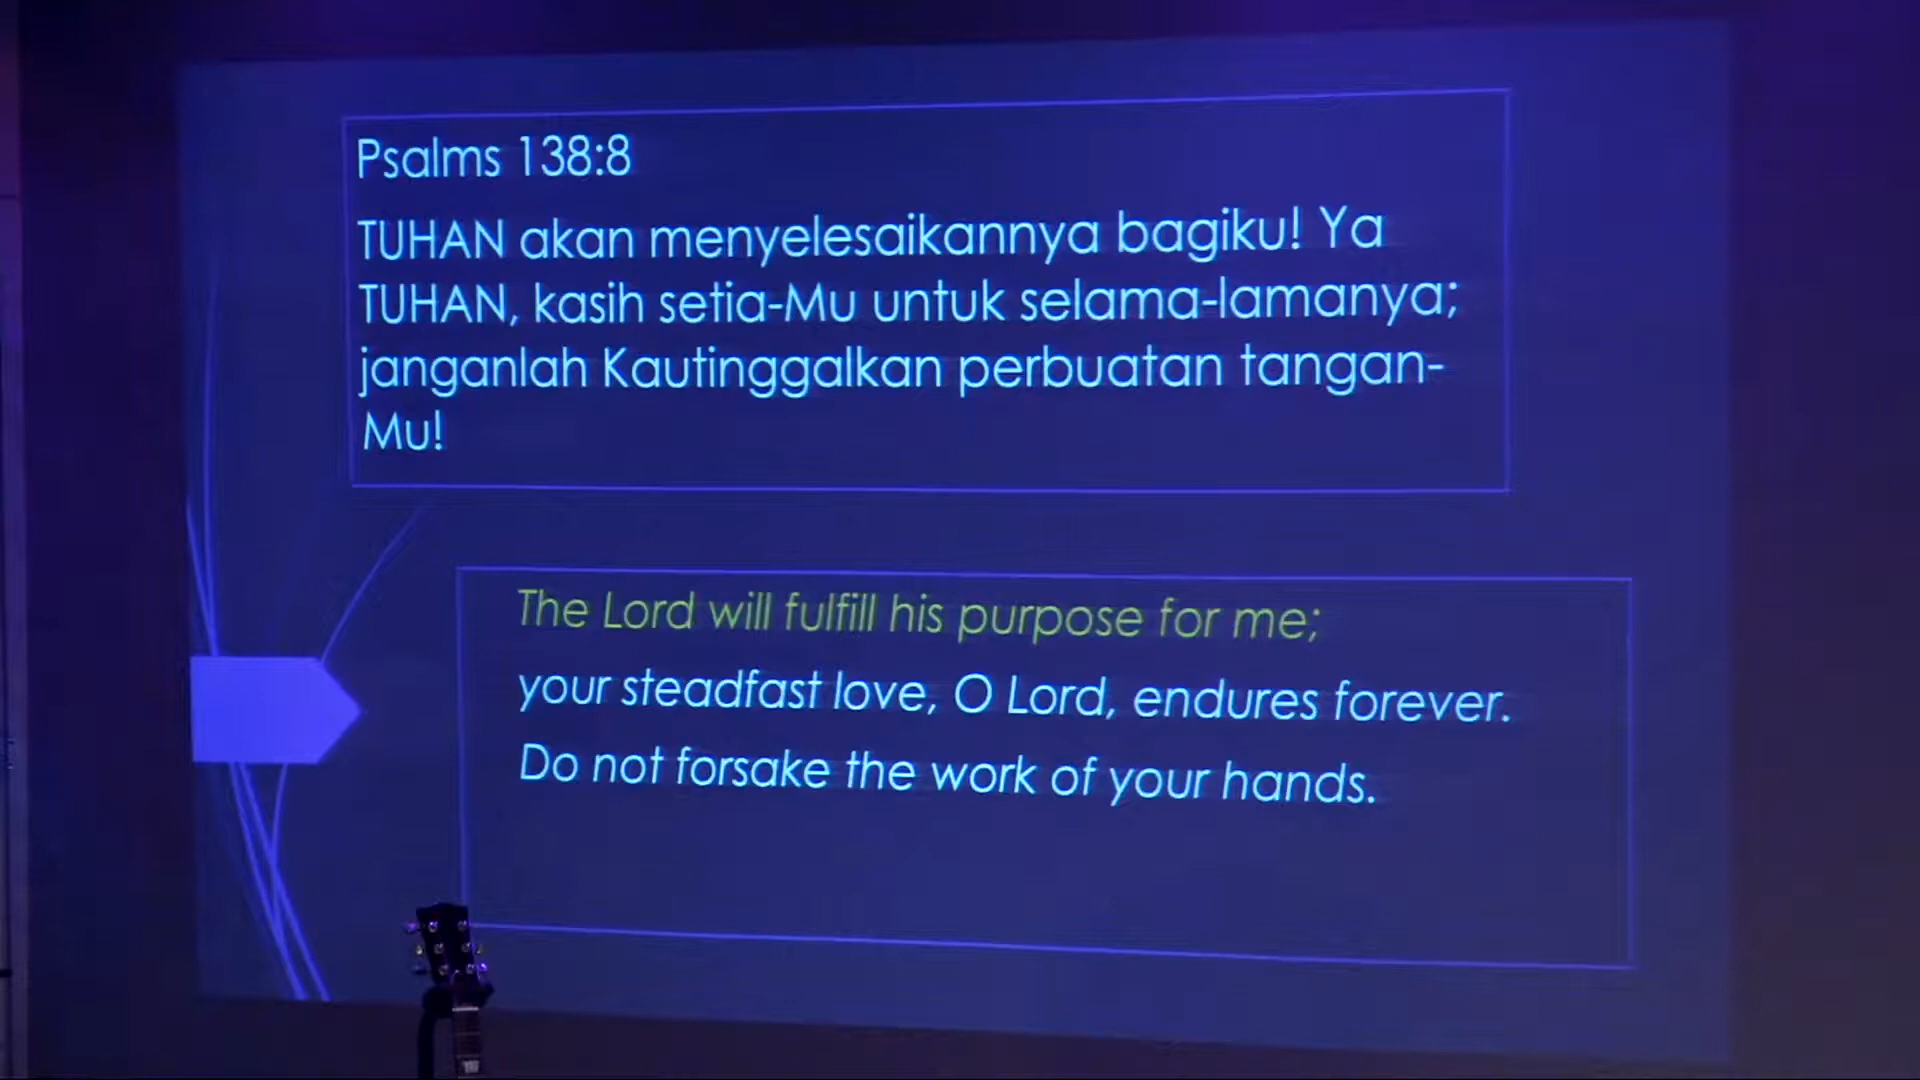 Psalms 138:8
TUHAN akan menyelesaikannya bagiku! Ya
TUHAN, kasih setia-Mu untuk selama-lamanya;
janganlah Kautinggalkan perbuatan tangan-
Mu!
The Lord will fulfill his purpose for me;
your steadfast love, O Lord, endures forever.
Do not forsake the work of your hands.